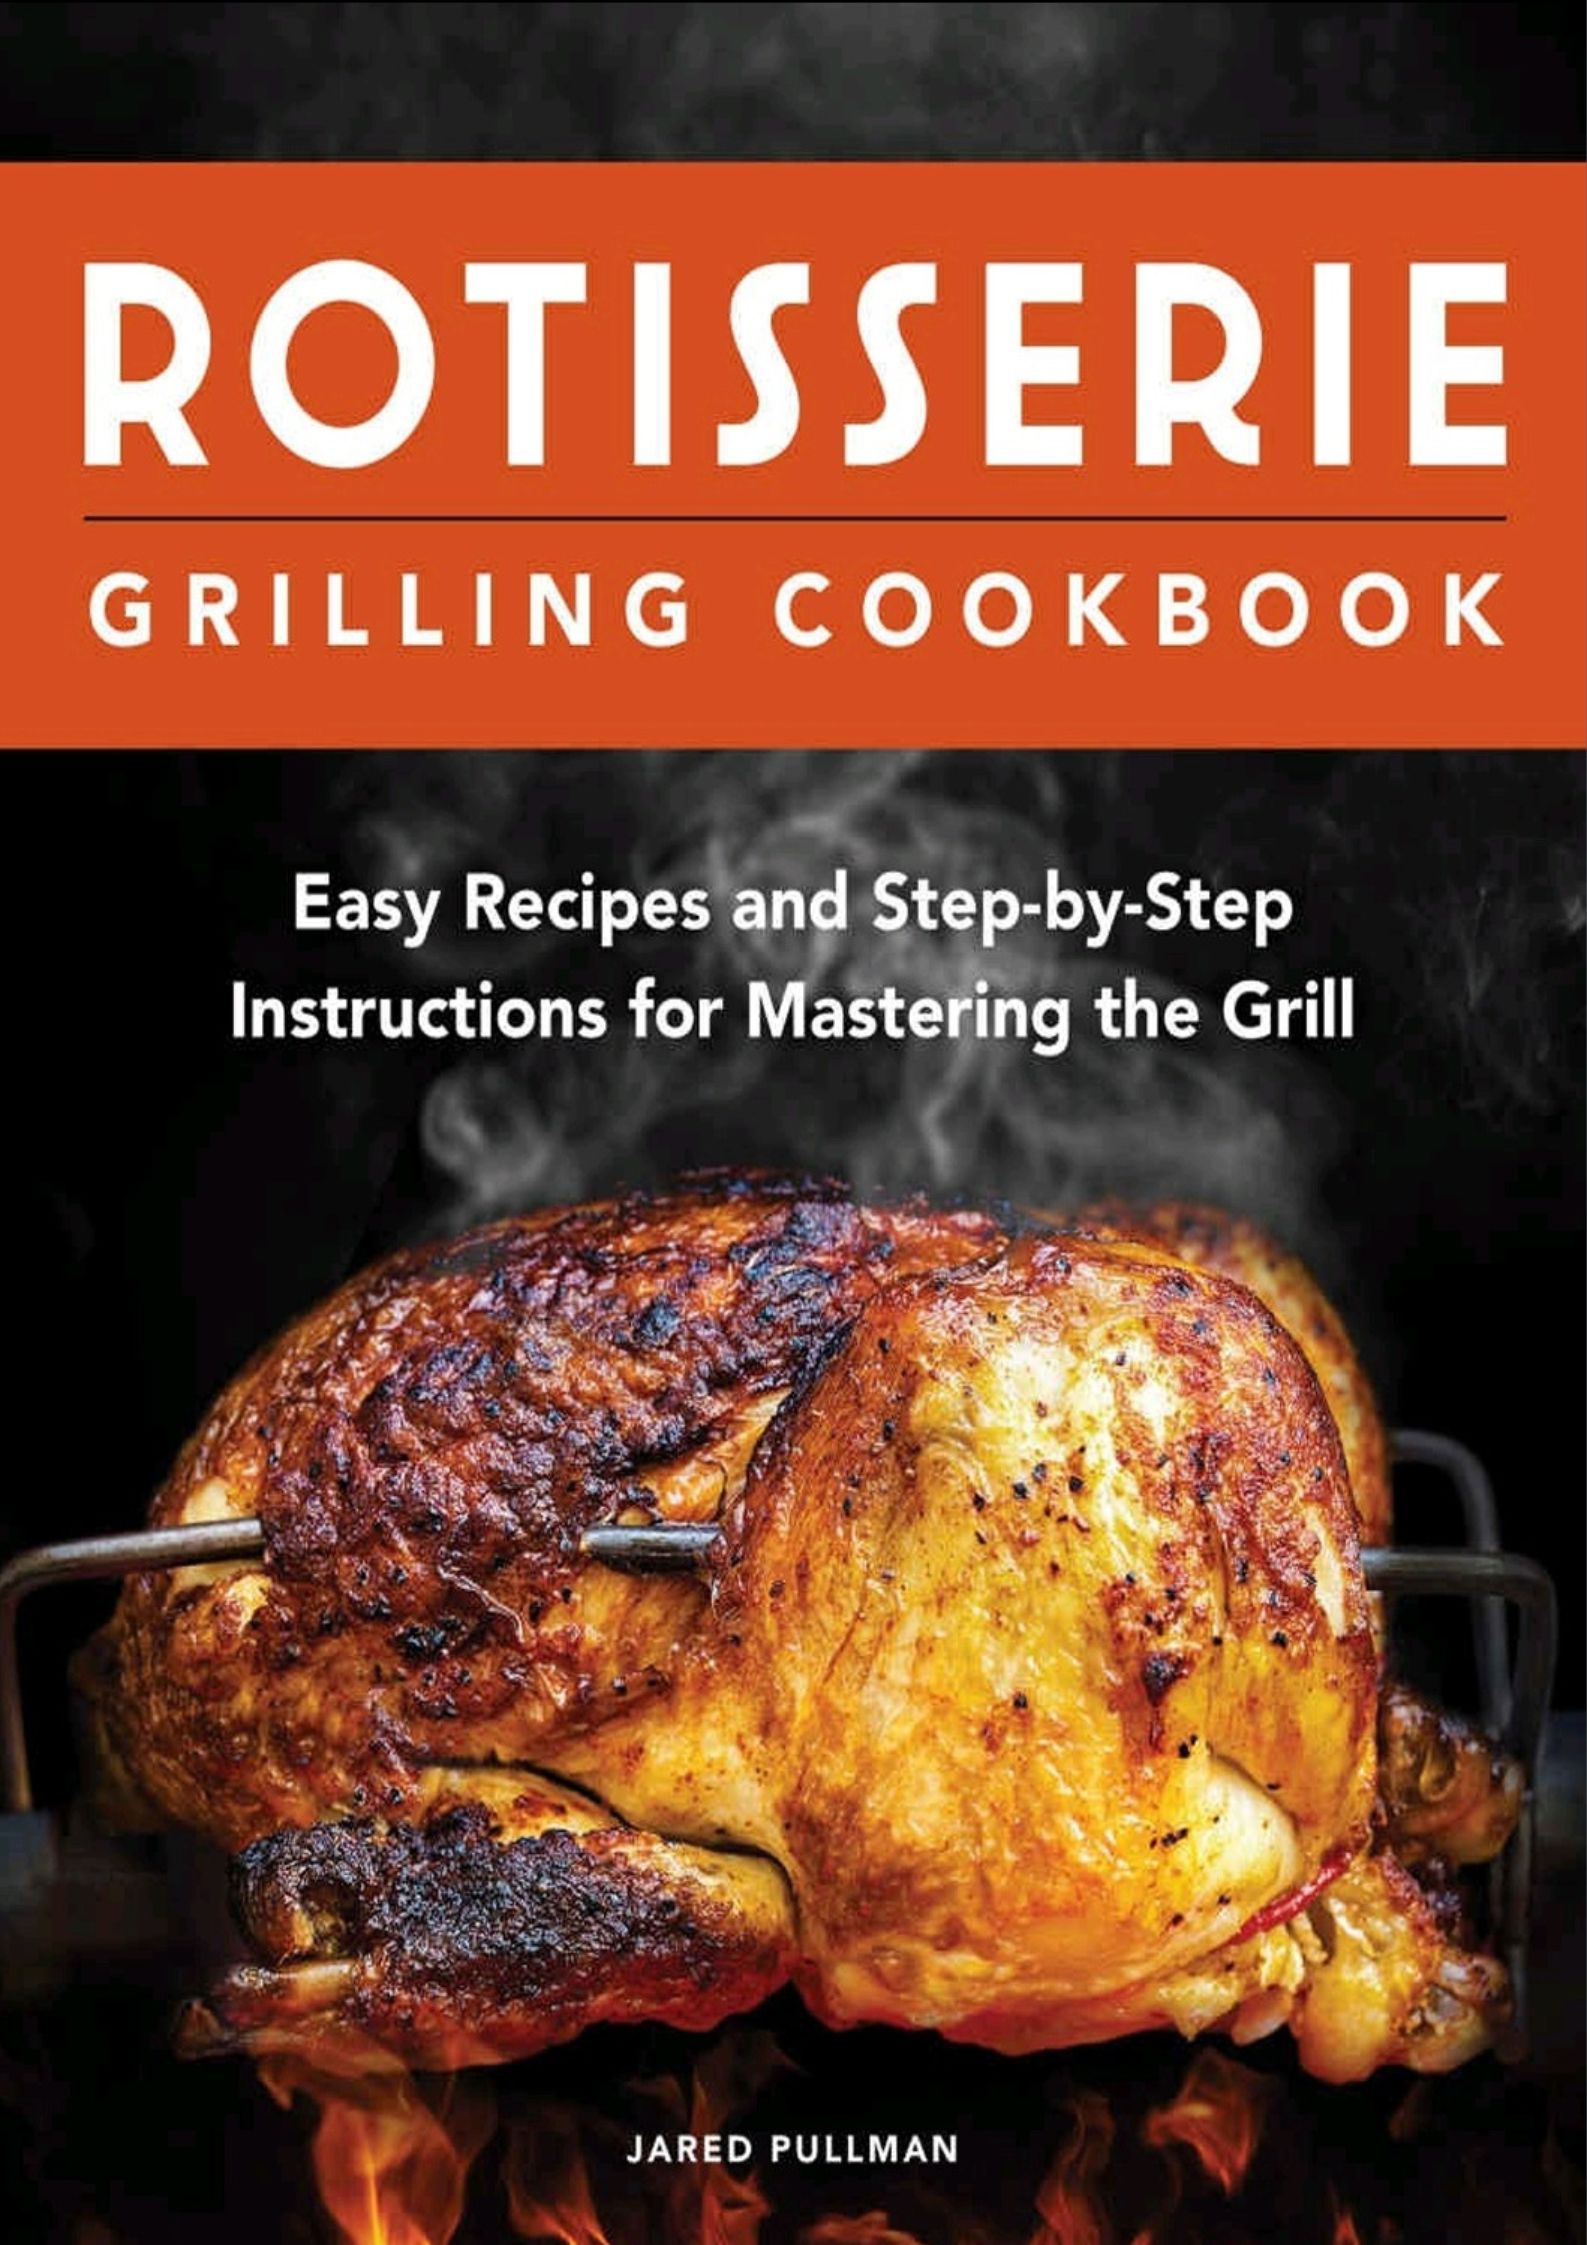 ROTISSERIE
GRILLING COOKBOOK
Easy Recipes and Step-by-Step
Instructions for Mastering the Grill
JARED PULLMAN